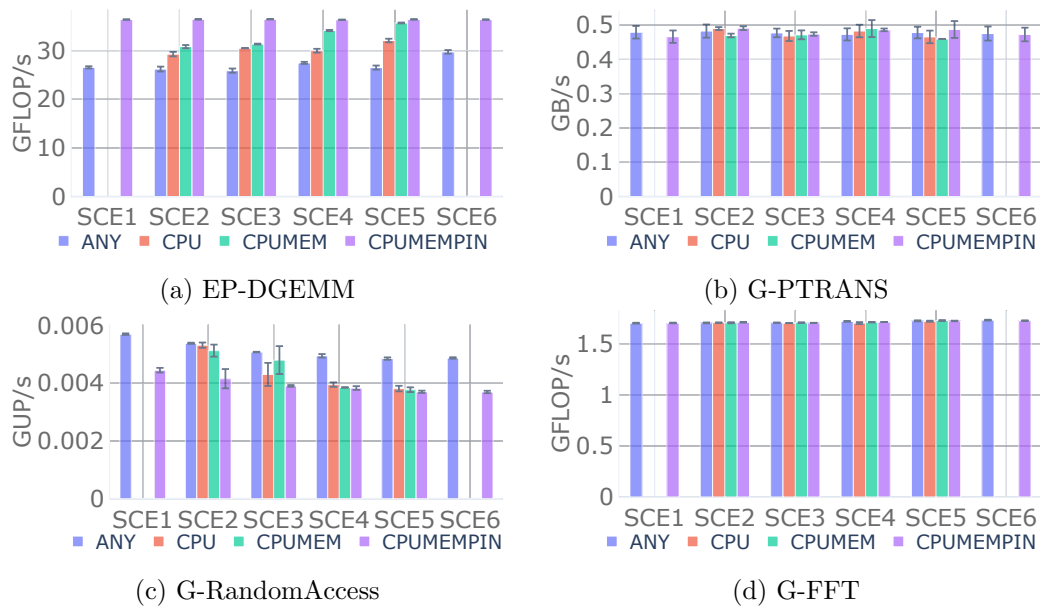 GFLOP/s
30
20
10
0
SCE1 SCE2 SCE3 SCE4 SCE5 SCE6
ANY CPU CPUMEM CPUMEMPIN
(a) EP-DGEMM
GB/s
0.5
0.4
0.3
0.2
0.1
0
SCE1 SCE2 SCE3 SCE4 SCE5 SCE6
ANY CPU CPUMEM CPUMEMPIN
(b) G-PTRANS
GUP/s
0.006
0.004
0.002
0
SCE1 SCE2 SCE3 SCE4 SCE5 SCE6
ANY CPU CPUMEM CPUMEMPIN
(c) G-RandomAccess
GFLOP/s
1.5
1
0.5
0
SCE1 SCE2 SCE3 SCE4 SCE5 SCE6
ANY CPU CPUMEM CPUMEMPIN
(d) G-FFT